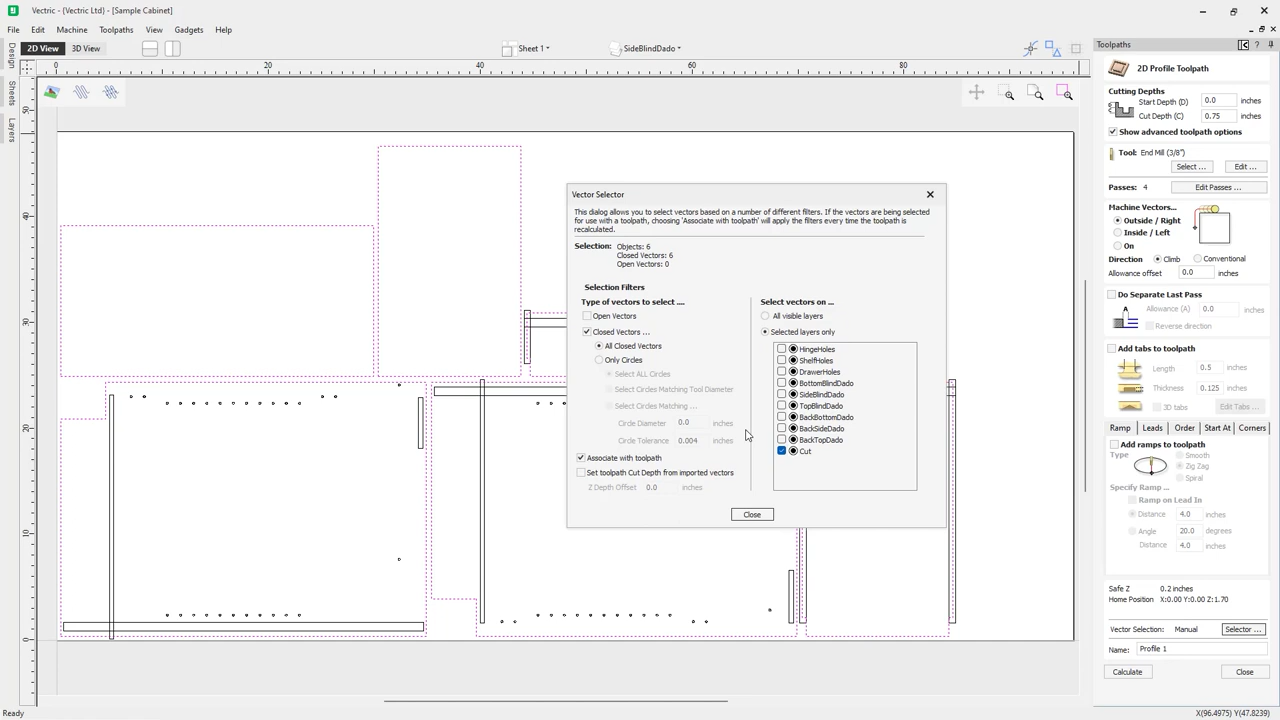 Vectric - (Vectric Ltd) - [Sample Cabinet]
File Edit Machine Toolpaths View Gadgets Help
2D View 3D View Sheet 1 SideBlindDado
Design
Sheets
Layers
0 20 40 60 80
50
40
30
20
10
0
Vector Selector
This dialog allows you to select vectors based on a number of different filters. If the vectors are being selected
for use with a toolpath, choosing 'Associate with toolpath' will apply the filters every time the toolpath is
recalculated.
Selection: Objects: 6
Closed Vectors: 6
Open Vectors: 0
Selection Filters
Type of vectors to select ....
Open Vectors
Closed Vectors ...
All Closed Vectors
Only Circles
Select ALL Circles
Select Circles Matching Tool Diameter
Select Circles Matching ...
Circle Diameter 0.0 inches
Circle Tolerance 0.004 inches
Associate with toolpath
Set toolpath Cut Depth from imported vectors
Z Depth Offset 0.0 inches
Select vectors on ...
All visible layers
Selected layers only
HingeHoles
ShelfHoles
DrawerHoles
BottomBlindDado
SideBlindDado
TopBlindDado
BackBottomDado
BackSideDado
BackTopDado
Cut
Close
Toolpaths
2D Profile Toolpath
Cutting Depths
Start Depth (D) 0.0 inches
Cut Depth (C) 0.75 inches
Show advanced toolpath options
Tool: End Mill (3/8")
Select ... Edit ...
Passes: 4 Edit Passes ...
Machine Vectors...
Outside / Right
Inside / Left
On
Direction Climb Conventional
Allowance offset 0.0 inches
Do Separate Last Pass
Allowance (A) 0.0 inches
Reverse direction
Add tabs to toolpath
Length 0.5 inches
Thickness 0.125 inches
3D tabs Edit Tabs ...
Ramp Leads Order Start At Corners
Add ramps to toolpath
Type Smooth
Zig Zag
Spiral
Specify Ramp ...
Ramp on Lead In
Distance 4.0 inches
Angle 20.0 degrees
Distance 4.0 inches
Safe Z 0.2 inches
Home Position X:0.00 Y:0.00 Z:1.70
Vector Selection: Manual Selector ...
Name: Profile 1
Calculate Close
Ready X(96.4975) Y(47.8239)